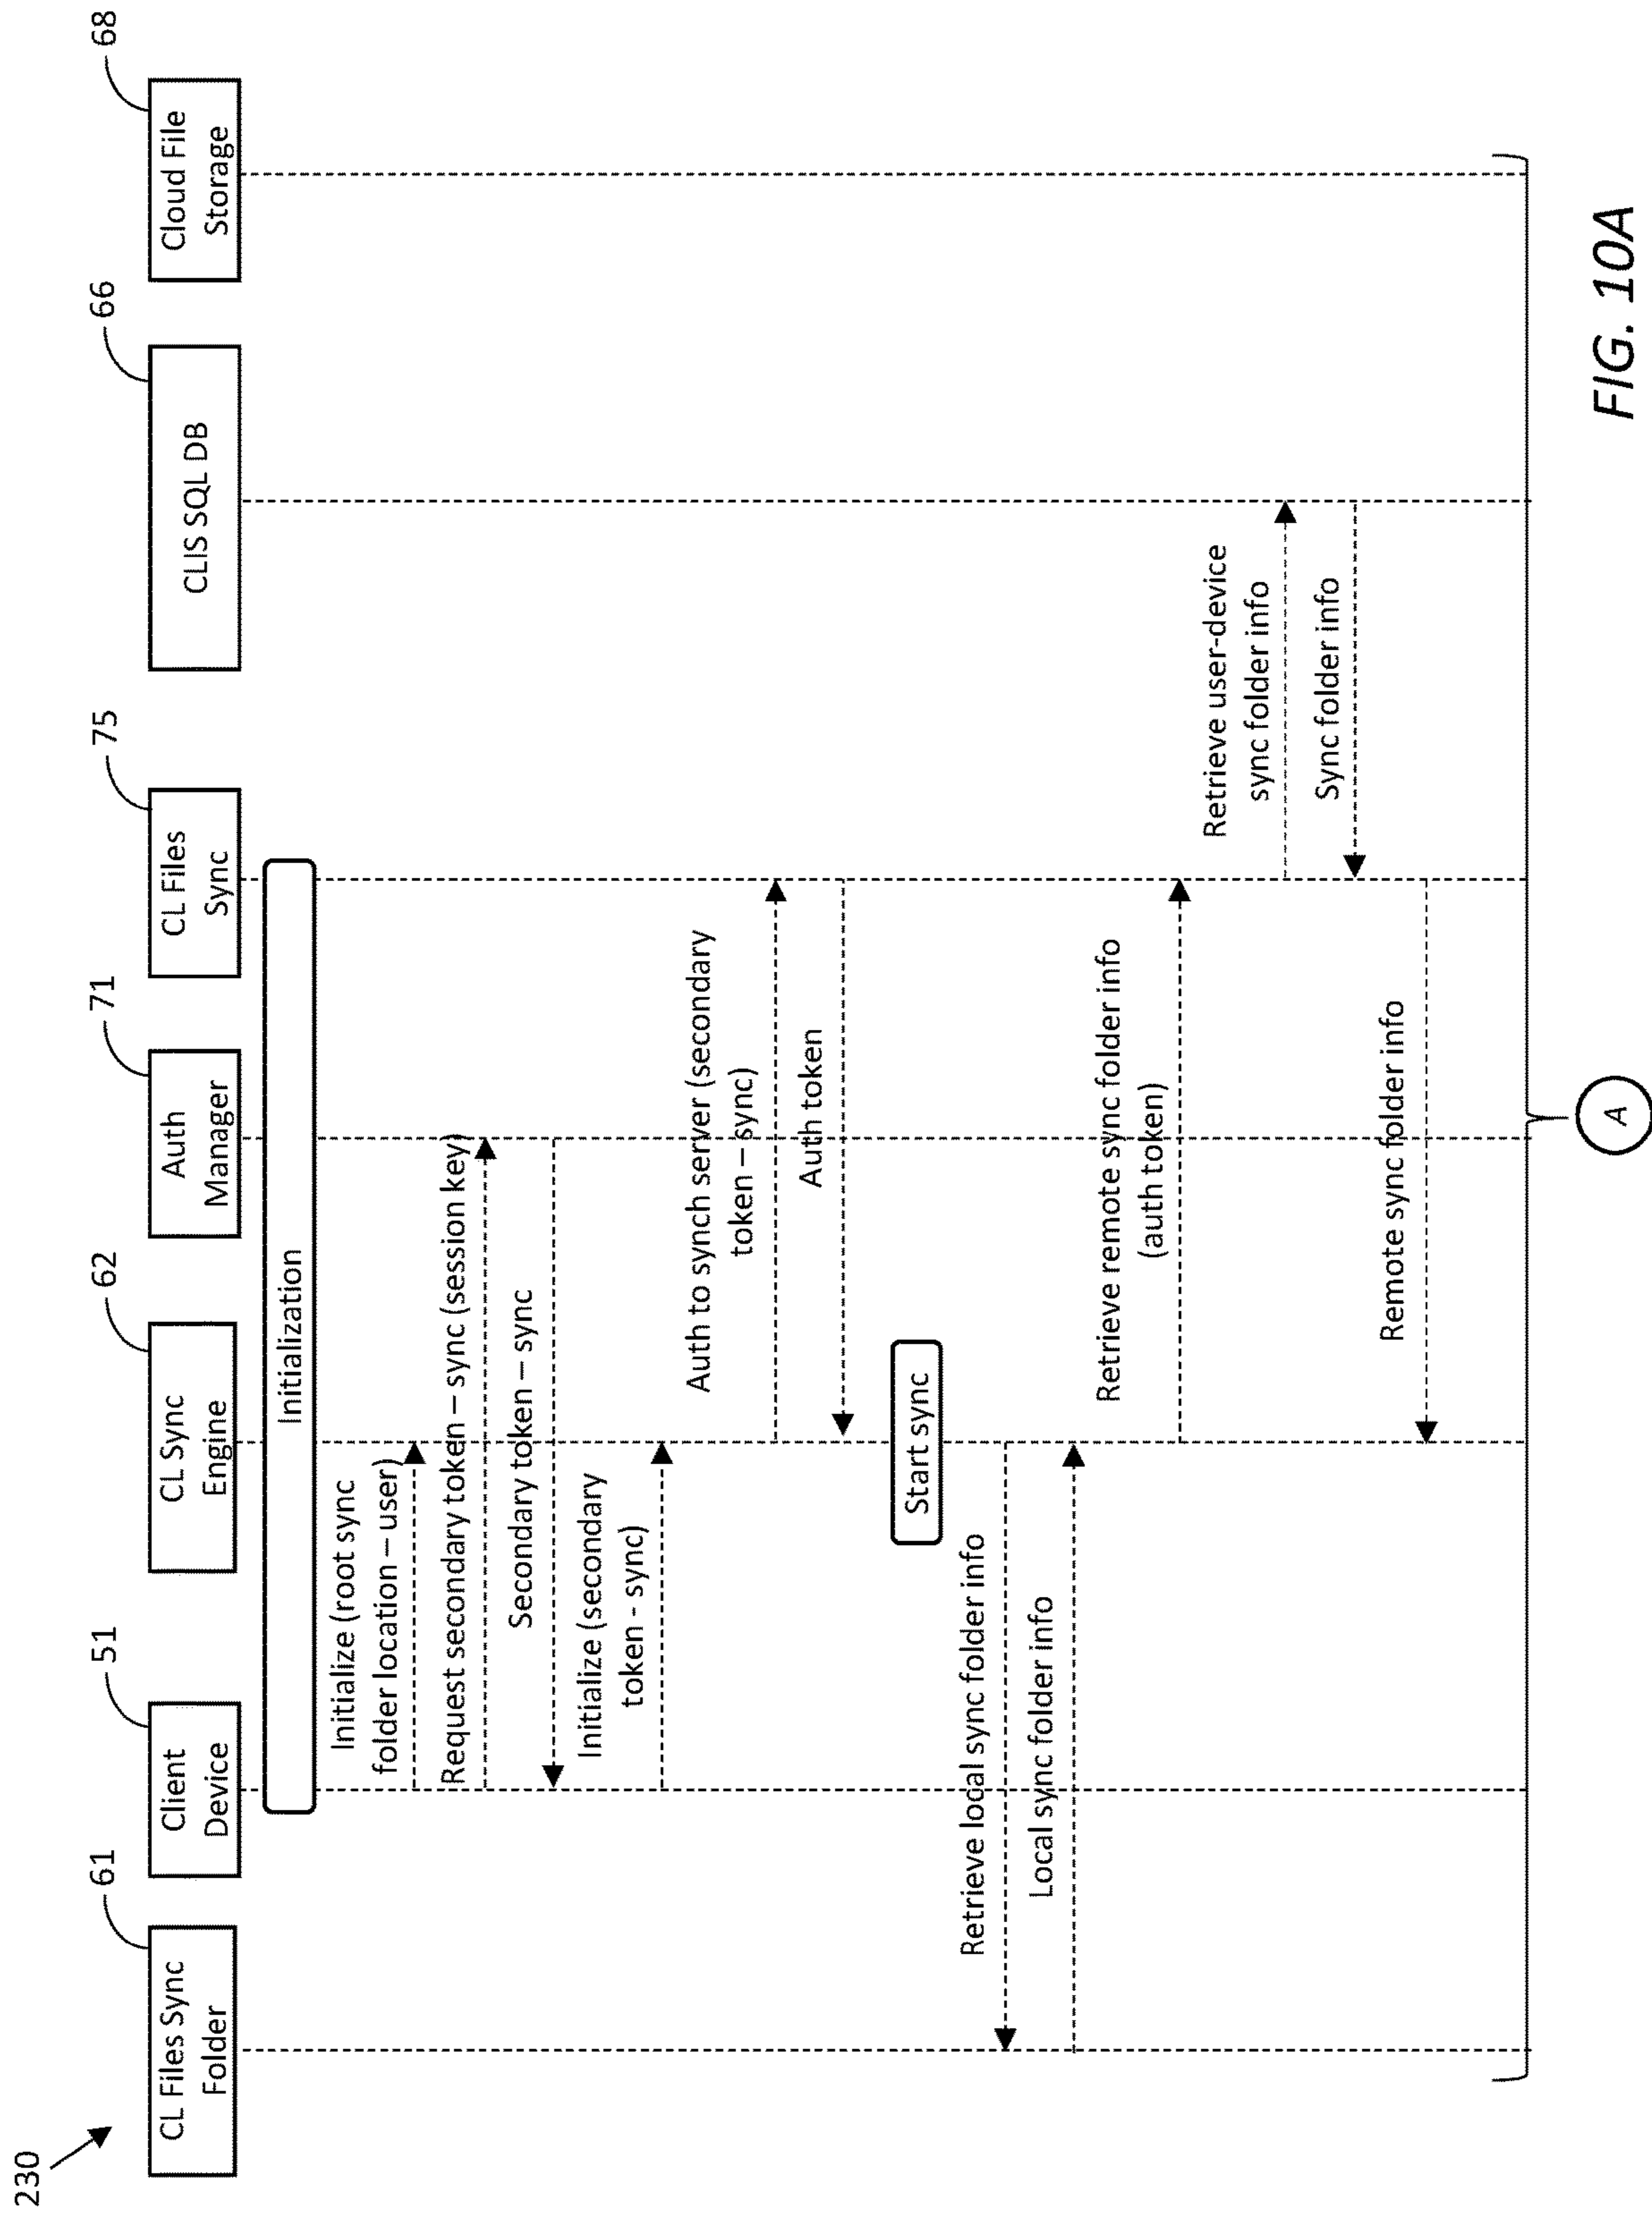 230
61
51
62
71
75
66
68
CL Files Sync
Folder
Client
Device
CL Sync
Engine
Auth
Manager
CL Files
Sync
CLIS SQL DB
Cloud File
Storage
Initialization
Initialize (root sync
folder location – user)
Request secondary token – sync (session key)
Secondary token – sync
Initialize (secondary
token - sync)
Auth to synch server (secondary
token – sync)
Auth token
Start sync
Retrieve local sync folder info
Local sync folder info
Retrieve remote sync folder info
(auth token)
Retrieve user-device
sync folder info
Sync folder info
Remote sync folder info
A
FIG. 10A